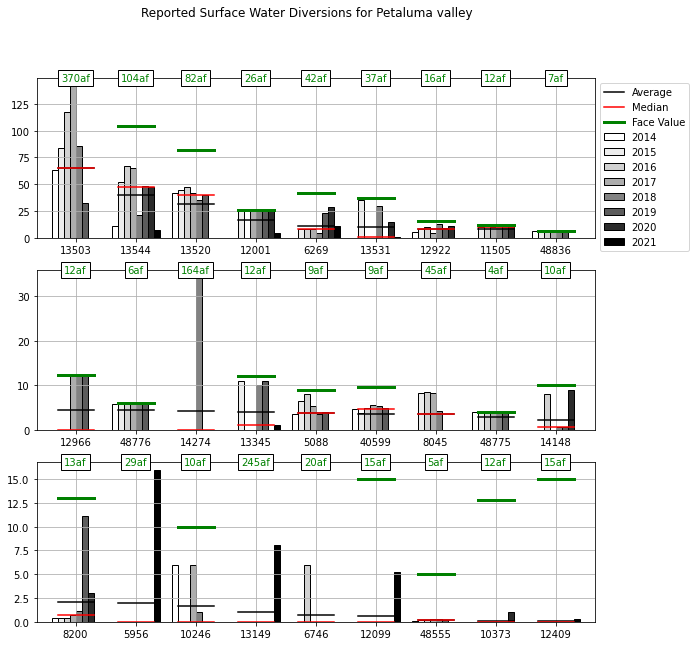 Reported Surface Water Diversions for Petaluma valley
370af 104af 82af 26af 42af 37af 16af 12af 7af
125
100
75
50
25
0
13503 13544 13520 12001 6269 13531 12922 11505 48836
Average
Median
Face Value
2014
2015
2016
2017
2018
2019
2020
2021
12af 6af 164af 12af 9af 9af 45af 4af 10af
30
20
10
0
12966 48776 14274 13345 5088 40599 8045 48775 14148
13af 29af 10af 245af 20af 15af 5af 12af 15af
15.0
12.5
10.0
7.5
5.0
2.5
0.0
8200 5956 10246 13149 6746 12099 48555 10373 12409